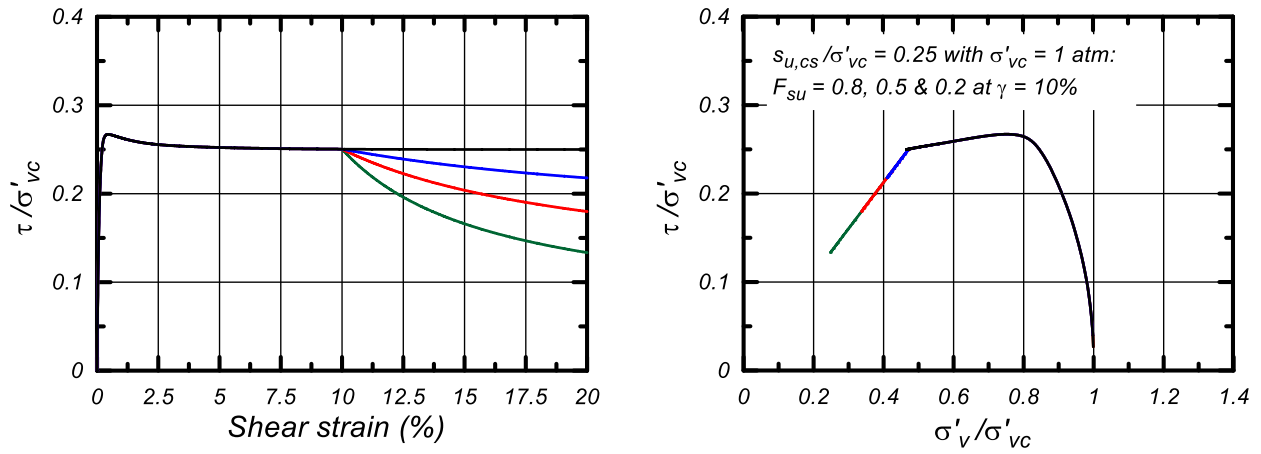 0.4
0.3
0.2
0.1
0
τ/σ'vc
0 2.5 5 7.5 10 12.5 15 17.5 20
Shear strain (%)
0.4
0.3
0.2
0.1
0
τ/σ'vc
su,cs/σ'vc = 0.25 with σ'vc = 1 atm:
Fsu = 0.8, 0.5 & 0.2 at γ = 10%
0 0.2 0.4 0.6 0.8 1 1.2 1.4
σ'v/σ'vc